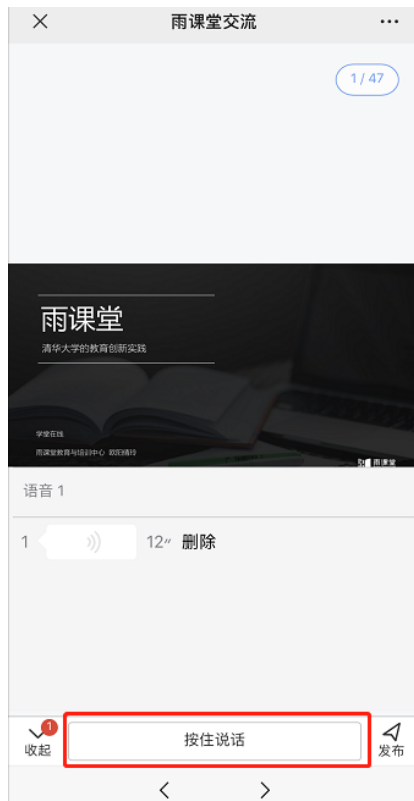 雨课堂交流
1/47
雨课堂
清华大学的教育创新实践
学堂在线
雨课堂教育与培训中心 欧阳晴玲
雨课堂
语音 1
1 12″ 删除
1
收起 按住说话 发布